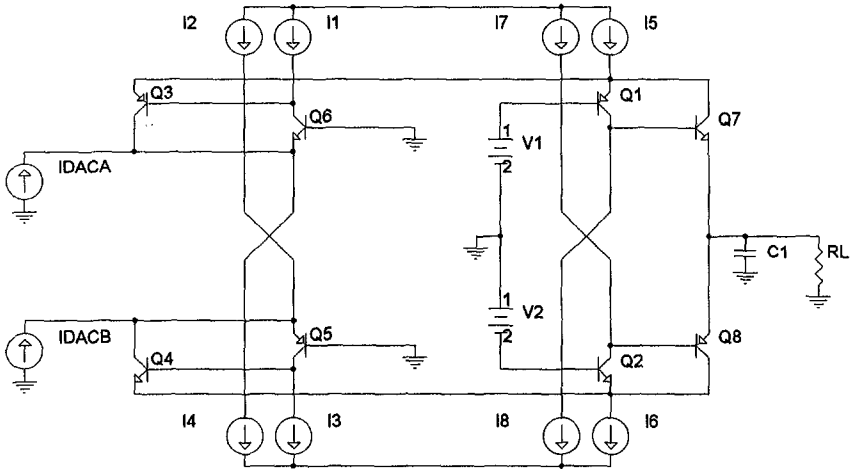 I2 I1 I7 I5
Q3 Q1
Q6 Q7
1
V1
2
IDACA
C1 RL
1
V2
2
IDACB
Q5 Q8
Q4 Q2
I4 I3 I8 I6